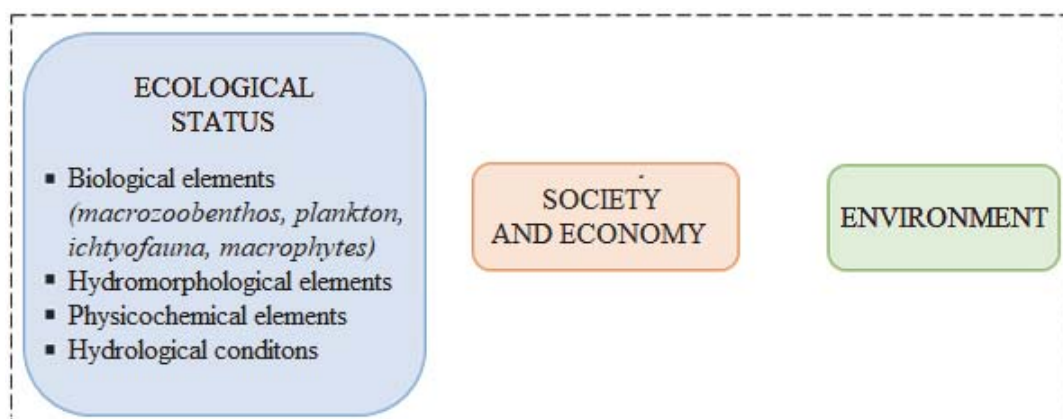 ECOLOGICAL
STATUS
▪ Biological elements
(macrozoobenthos, plankton,
ichtyofauna, macrophytes)
▪ Hydromorphological elements
▪ Physicochemical elements
▪ Hydrological conditons
SOCIETY
AND ECONOMY
ENVIRONMENT